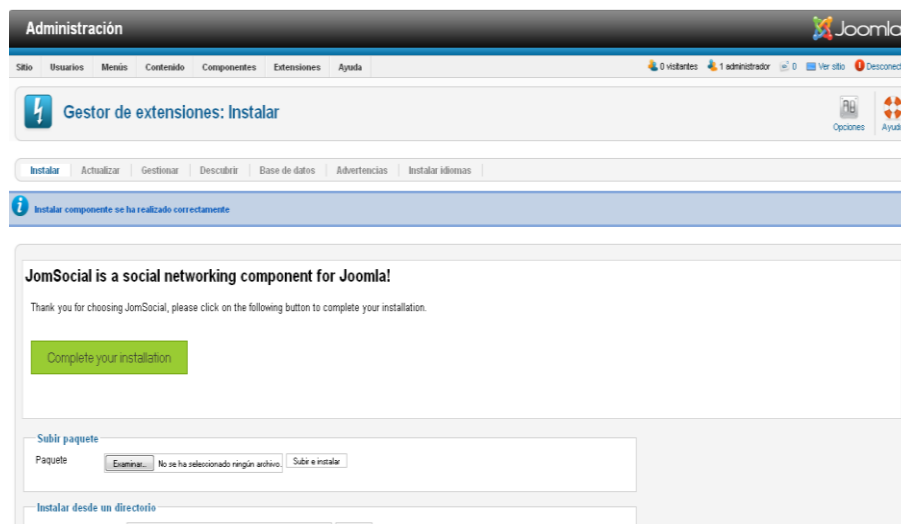 Administración
Joomla
Sitio Usuarios Menús Contenido Componentes Extensiones Ayuda 0 visitantes 1 administrador 0 Ver sitio Desconect
Gestor de extensiones: Instalar
Opciones Ayuda
Instalar Actualizar Gestionar Descubrir Base de datos Advertencias Instalar idiomas
Instalar componente se ha realizado correctamente
JomSocial is a social networking component for Joomla!
Thank you for choosing JomSocial, please click on the following button to complete your installation.
Complete your installation
Subir paquete
Paquete Examinar... No se ha seleccionado ningún archivo. Subir e instalar
Instalar desde un directorio